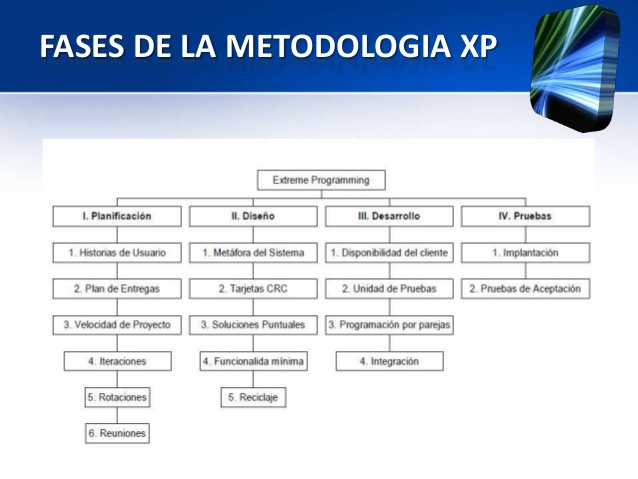 FASES DE LA METODOLOGIA XP
Extreme Programming
I. Planificación
II. Diseño
III. Desarrollo
IV. Pruebas
1. Historias de Usuario
1. Metáfora del Sistema
1. Disponibilidad del cliente
1. Implantación
2. Plan de Entregas
2. Tarjetas CRC
2. Unidad de Pruebas
2. Pruebas de Aceptación
3. Velocidad de Proyecto
3. Soluciones Puntuales
3. Programación por parejas
4. Iteraciones
4. Funcionalida mínima
4. Integración
5. Rotaciones
5. Reciclaje
6. Reuniones